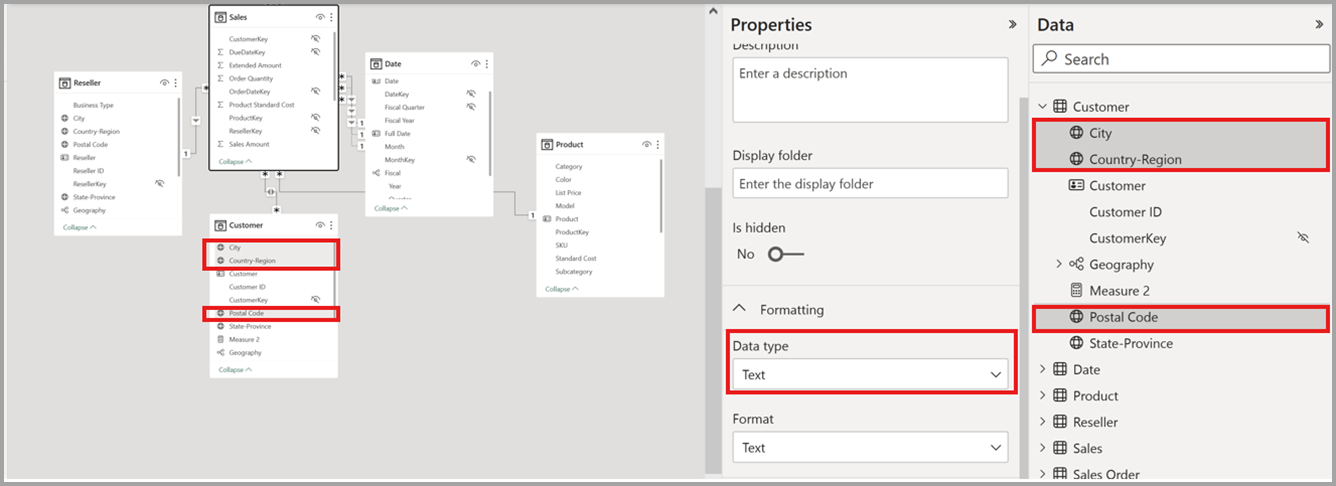 Sales
CustomerKey
DueDateKey
Extended Amount
Order Quantity
OrderDateKey
Product Standard Cost
ProductKey
ResellerKey
Sales Amount
Collapse
Reseller
Business Type
City
Country-Region
Postal Code
Reseller
Reseller ID
ResellerKey
State-Province
Geography
Collapse
Date
Date
DateKey
Fiscal Quarter
Fiscal Year
Full Date
Month
MonthKey
Fiscal
Year
Quarter
Collapse
Product
Category
Color
List Price
Model
Product
ProductKey
SKU
Standard Cost
Subcategory
Collapse
Customer
City
Country-Region
Customer
Customer ID
CustomerKey
Postal Code
State-Province
Measure 2
Geography
Collapse
*
*
*
*
*
*
*
1
1
1
1
1
Properties
Description
Enter a description
Display folder
Enter the display folder
Is hidden
No
Formatting
Data type
Text
Format
Text
Data
Search
Customer
City
Country-Region
Customer
Customer ID
CustomerKey
Geography
Measure 2
Postal Code
State-Province
Date
Product
Reseller
Sales
Sales Order